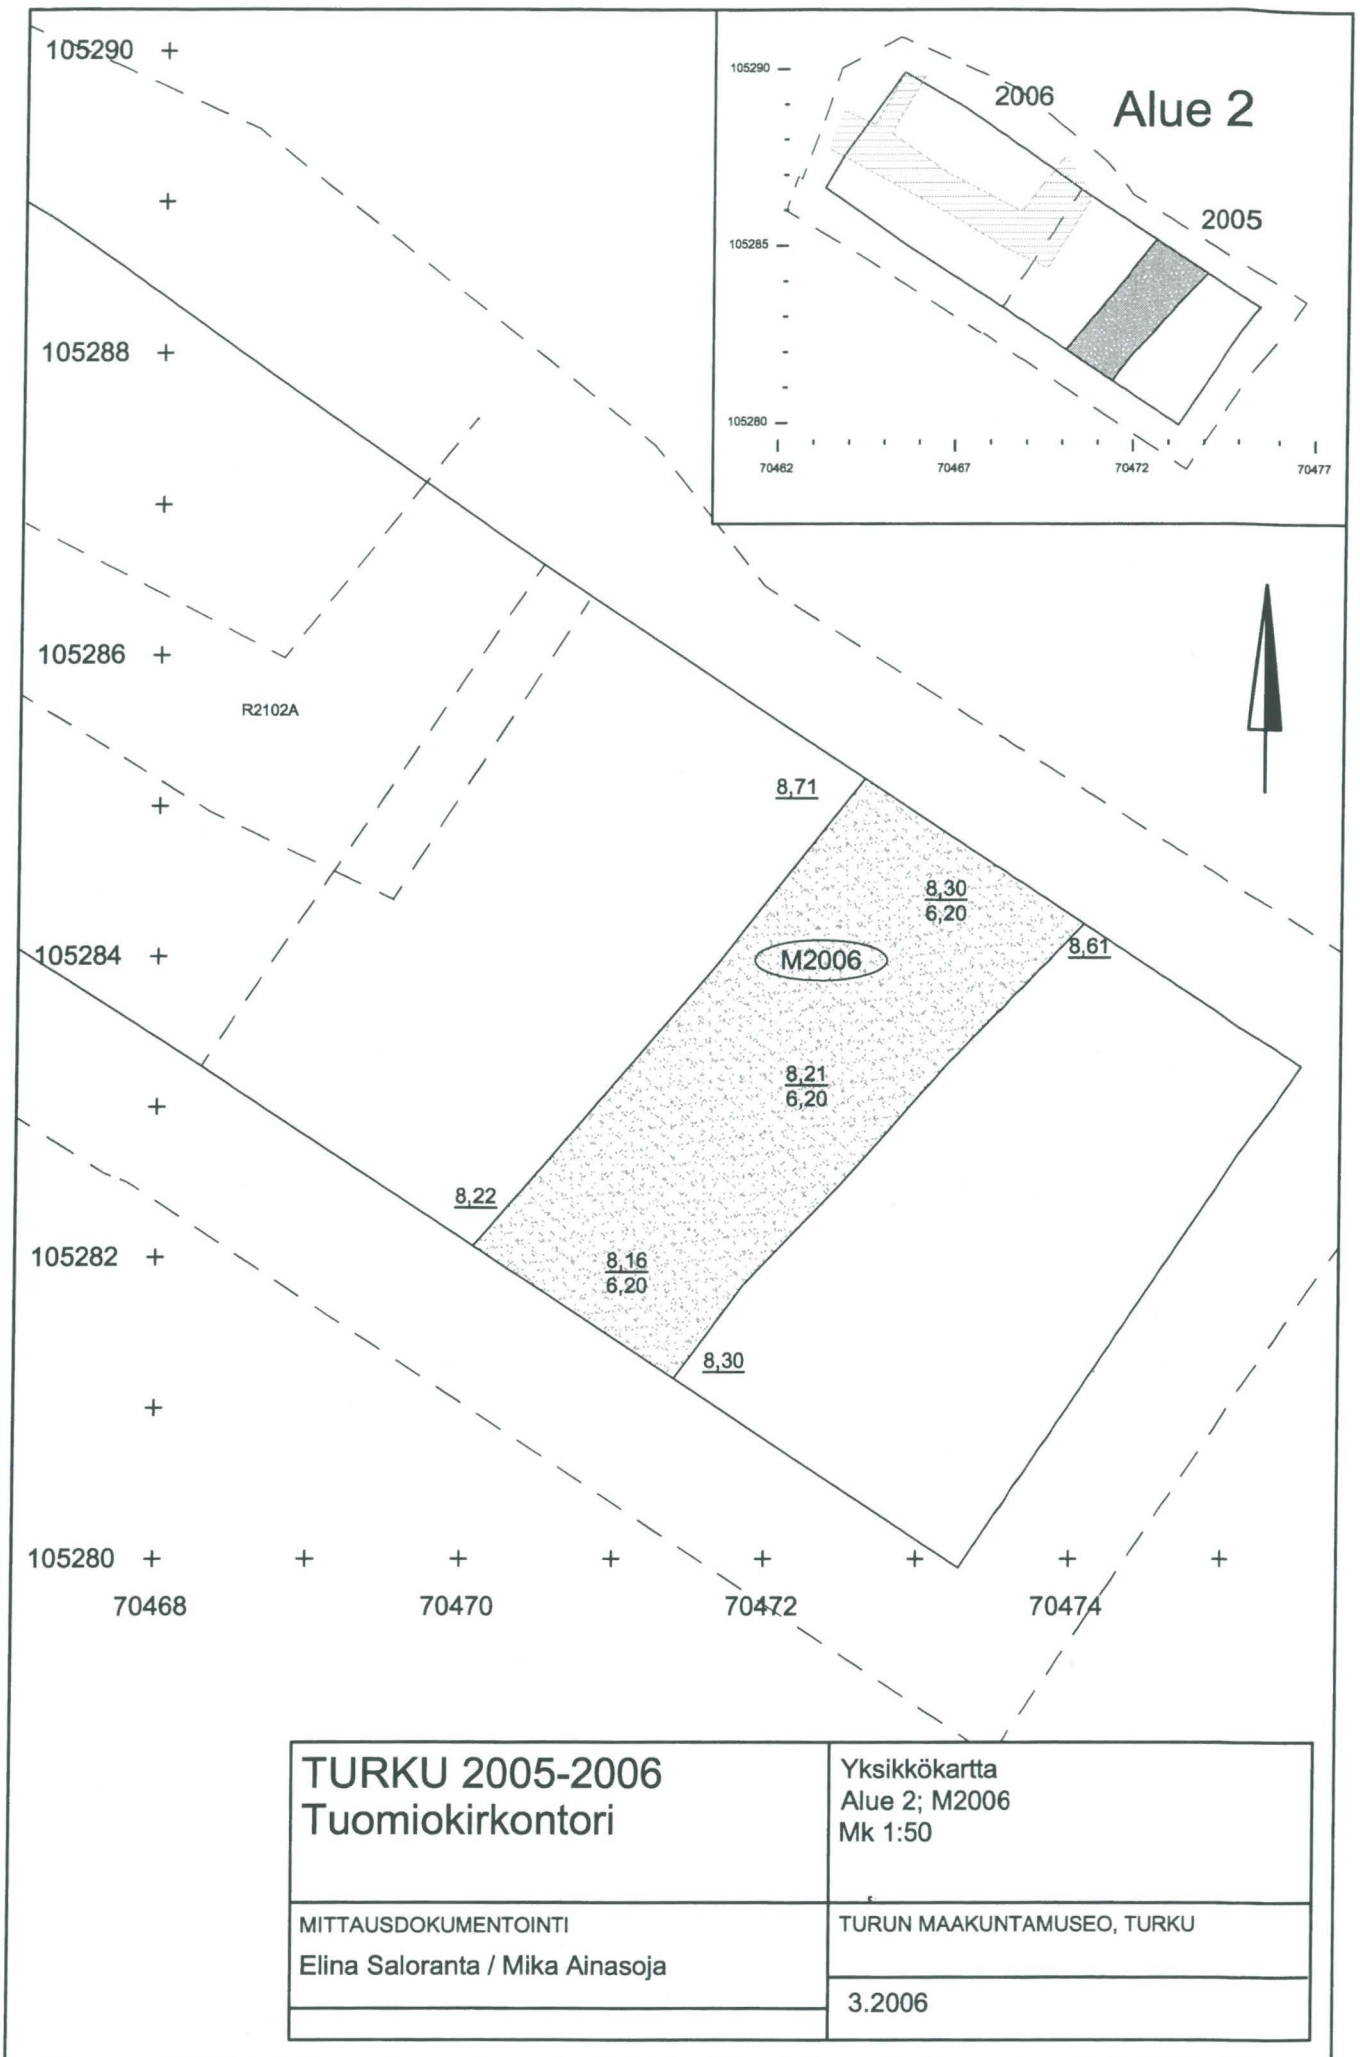 105290
105288
105286
R2102A
105284
105282
105280
70468 70470 70472 70474
8,71
8,30
6,20
M2006
8,61
8,21
6,20
8,22
8,16
6,20
8,30
Alue 2
2006
2005
105290
105285
105280
70462 70467 70472 70477
TURKU 2005-2006
Tuomiokirkontori
Yksikkökartta
Alue 2; M2006
Mk 1:50
MITTAUSDOKUMENTOINTI
Elina Saloranta / Mika Ainasoja
TURUN MAAKUNTAMUSEO, TURKU
3.2006